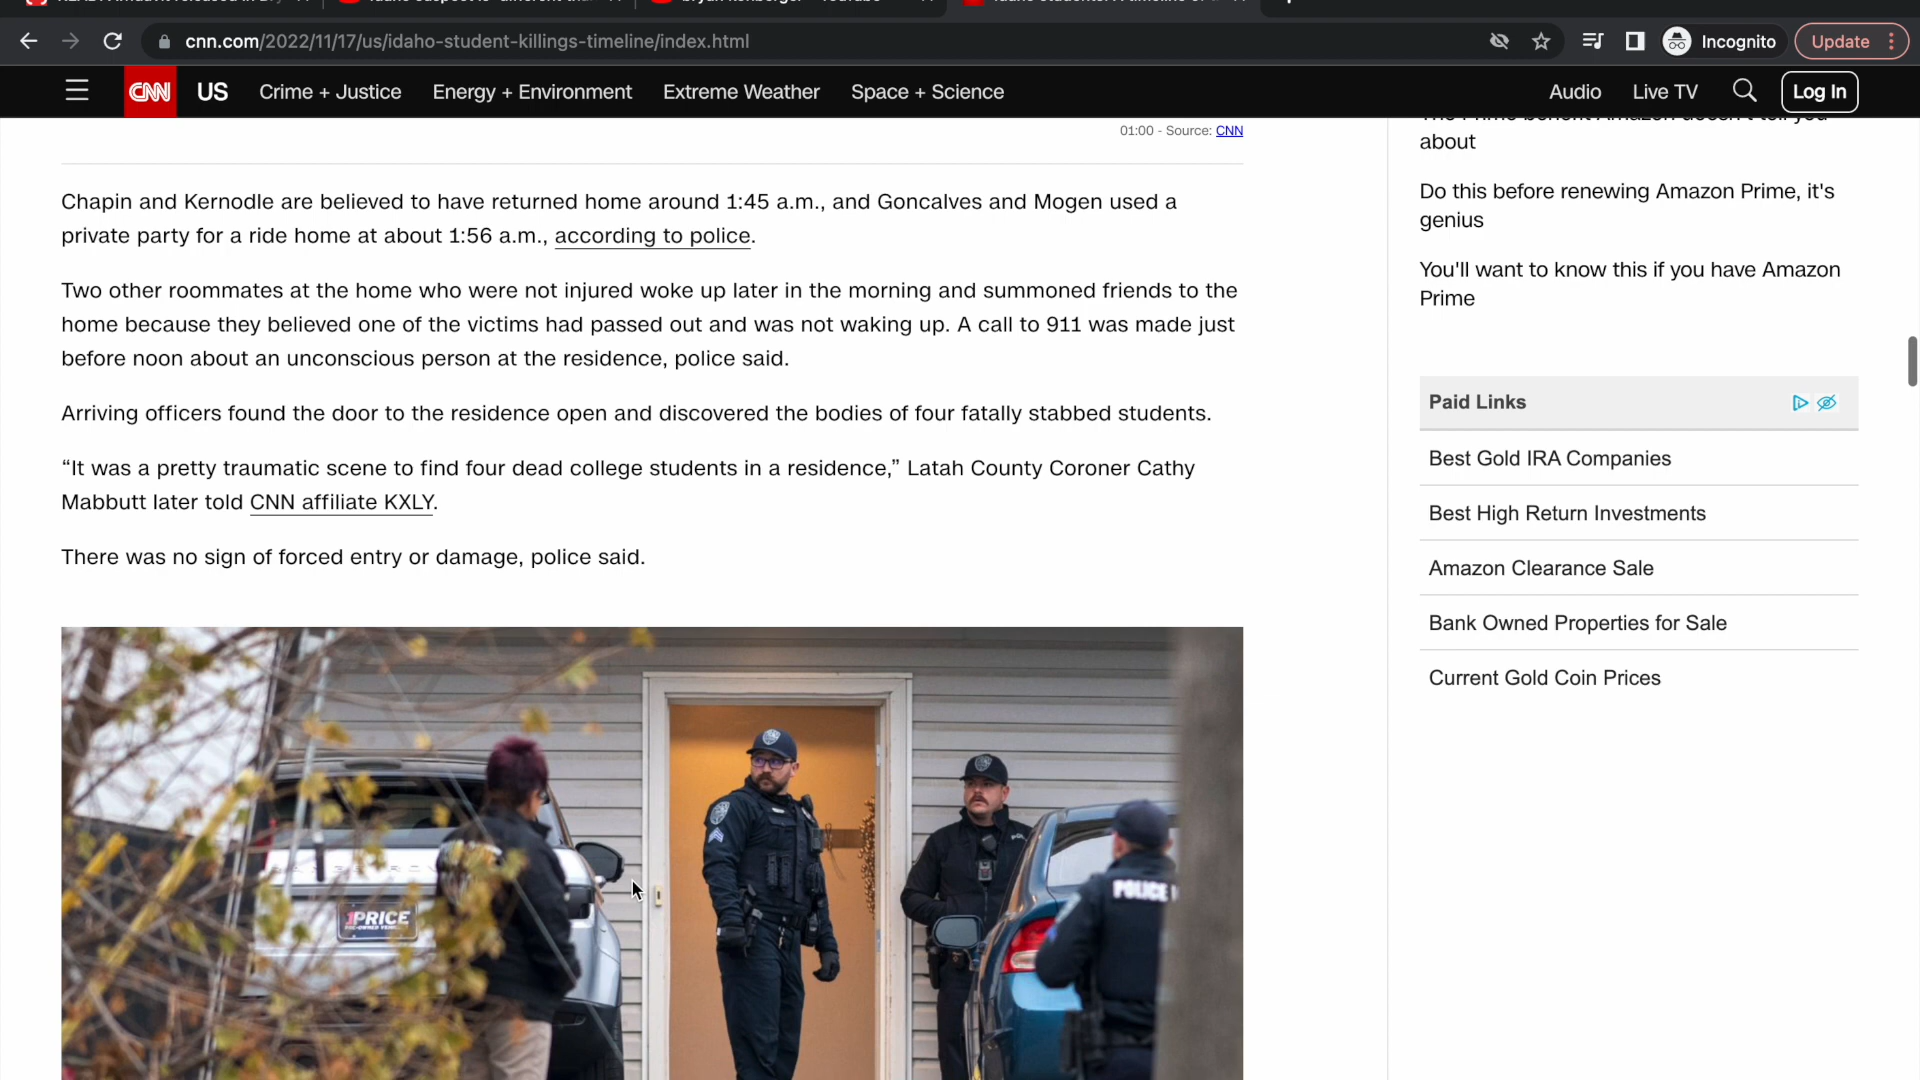 cnn.com/2022/11/17/us/idaho-student-killings-timeline/index.html
Incognito
Update
CNN
US
Crime + Justice
Energy + Environment
Extreme Weather
Space + Science
Audio
Live TV
Log In
01:00 - Source: CNN
Chapin and Kernodle are believed to have returned home around 1:45 a.m., and Goncalves and Mogen used a
private party for a ride home at about 1:56 a.m., according to police.
Two other roommates at the home who were not injured woke up later in the morning and summoned friends to the
home because they believed one of the victims had passed out and was not waking up. A call to 911 was made just
before noon about an unconscious person at the residence, police said.
Arriving officers found the door to the residence open and discovered the bodies of four fatally stabbed students.
“It was a pretty traumatic scene to find four dead college students in a residence,” Latah County Coroner Cathy
Mabbutt later told CNN affiliate KXLY.
There was no sign of forced entry or damage, police said.
1PRICE
POLICE
The Prime benefit Amazon doesn't tell you
about
Do this before renewing Amazon Prime, it's
genius
You'll want to know this if you have Amazon
Prime
Paid Links
Best Gold IRA Companies
Best High Return Investments
Amazon Clearance Sale
Bank Owned Properties for Sale
Current Gold Coin Prices